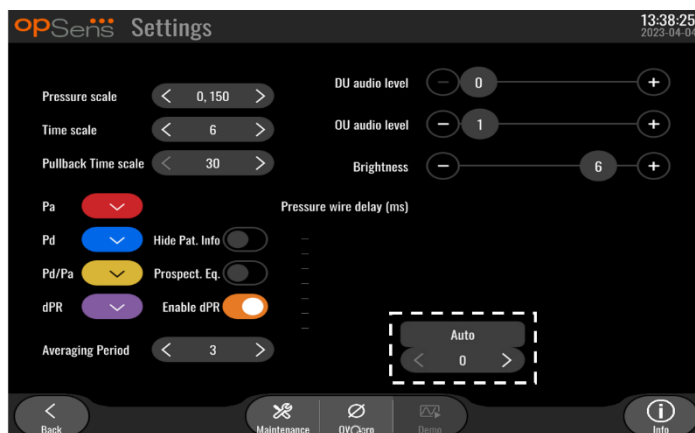 opSens Settings
13:38:25
2023-04-04
Pressure scale 0, 150
Time scale 6
Pullback Time scale 30
DU audio level 0
OU audio level 1
Brightness 6
Pa
Pressure wire delay (ms)
Pd Hide Pat. Info
Pd/Pa Prospect. Eq.
dPR Enable dPR
Auto
Averaging Period 3
0
Back
Maintenance
Demo
Info